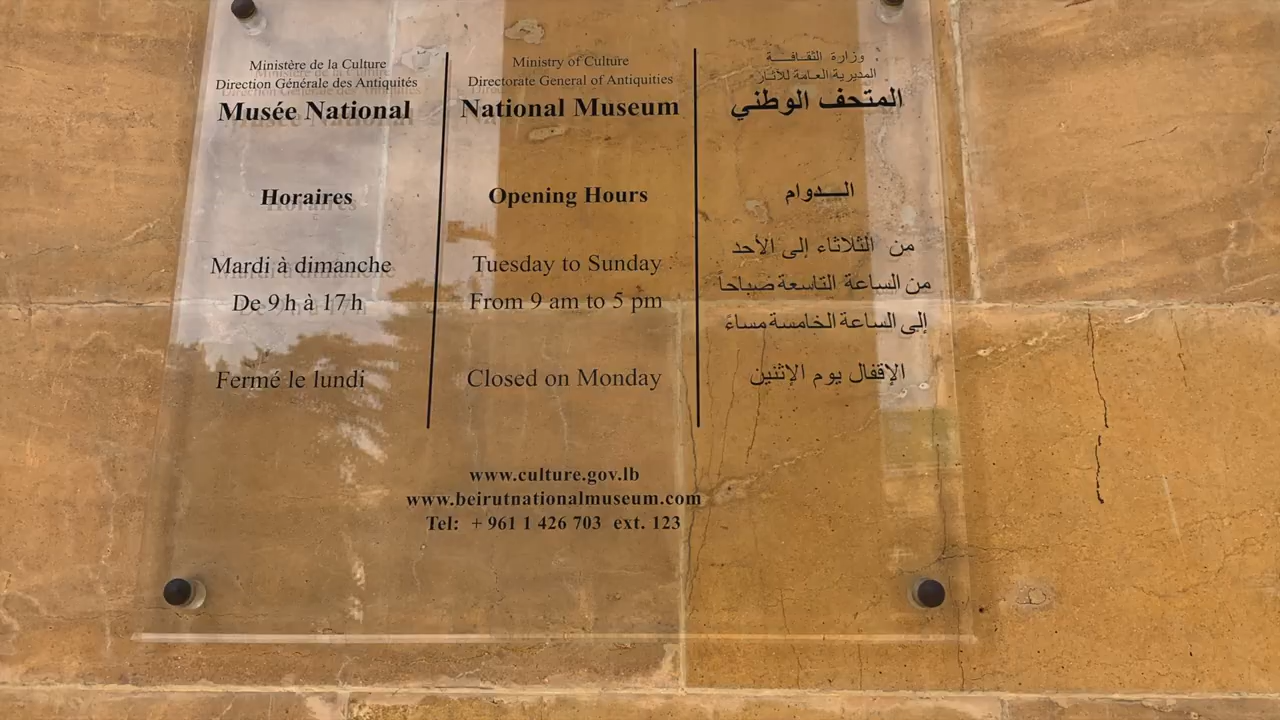 Ministère de la Culture
Direction Générale des Antiquités
Musée National
Horaires
Mardi à dimanche
De 9 h à 17 h
Fermé le lundi
Ministry of Culture
Directorate General of Antiquities
National Museum
Opening Hours
Tuesday to Sunday
From 9 am to 5 pm
Closed on Monday
وزارة الثقافـــة
المديرية العامة للآثار
المتحف الوطني
الـــدوام
من الثلاثاء إلى الأحد
من الساعة التاسعة صباحا
إلى الساعة الخامسة مساءً
الإقفال يوم الإثنين
www.culture.gov.lb
www.beirutnationalmuseum.com
Tel: + 961 1 426 703 ext. 123